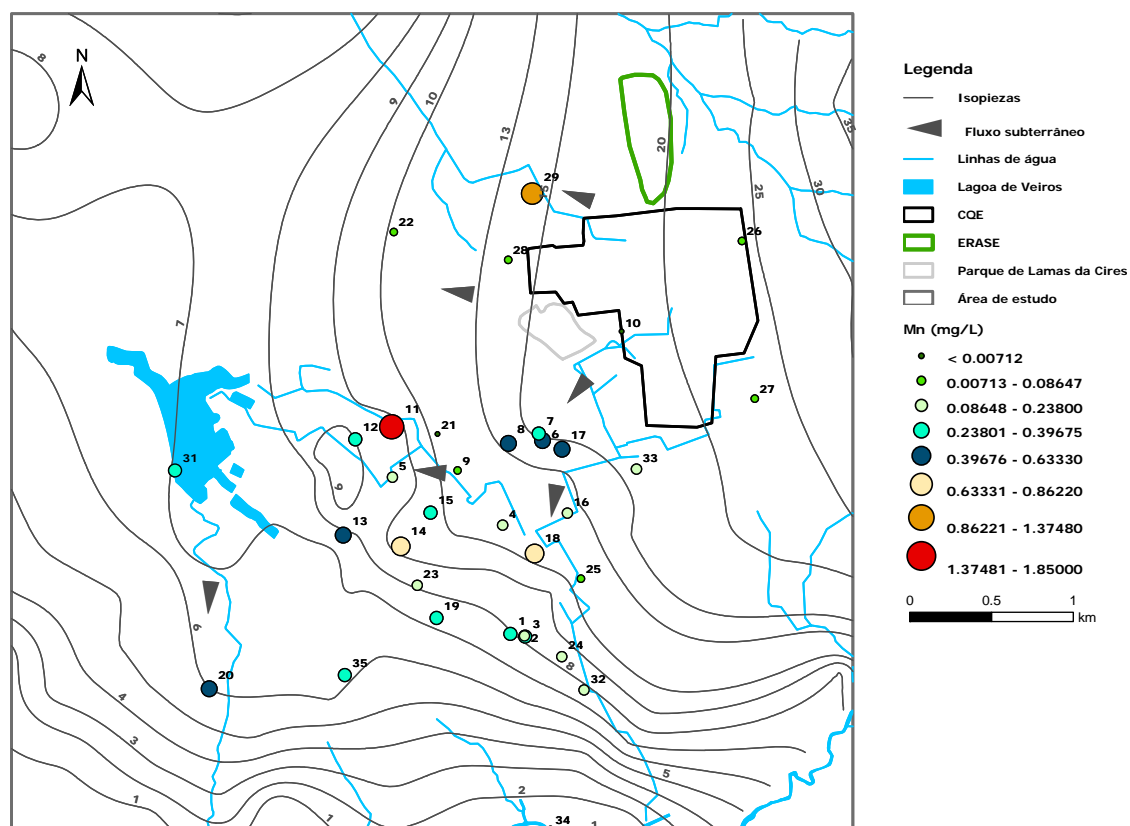 N
8
9
10
13
20
35
25
30
29
15
22
28
26
10
7
27
11
12
21
7
8
6
17
31
5
9
33
9
15
4
16
13
14
18
23
25
19
1
3
2
24
8
6
35
20
32
4
3
5
1
2
1
1
34
Legenda
Isopiezas
Fluxo subterrâneo
Linhas de água
Lagoa de Veiros
CQE
ERASE
Parque de Lamas da Cires
Área de estudo
Mn (mg/L)
< 0.00712
0.00713 - 0.08647
0.08648 - 0.23800
0.23801 - 0.39675
0.39676 - 0.63330
0.63331 - 0.86220
0.86221 - 1.37480
1.37481 - 1.85000
0 0.5 1
km